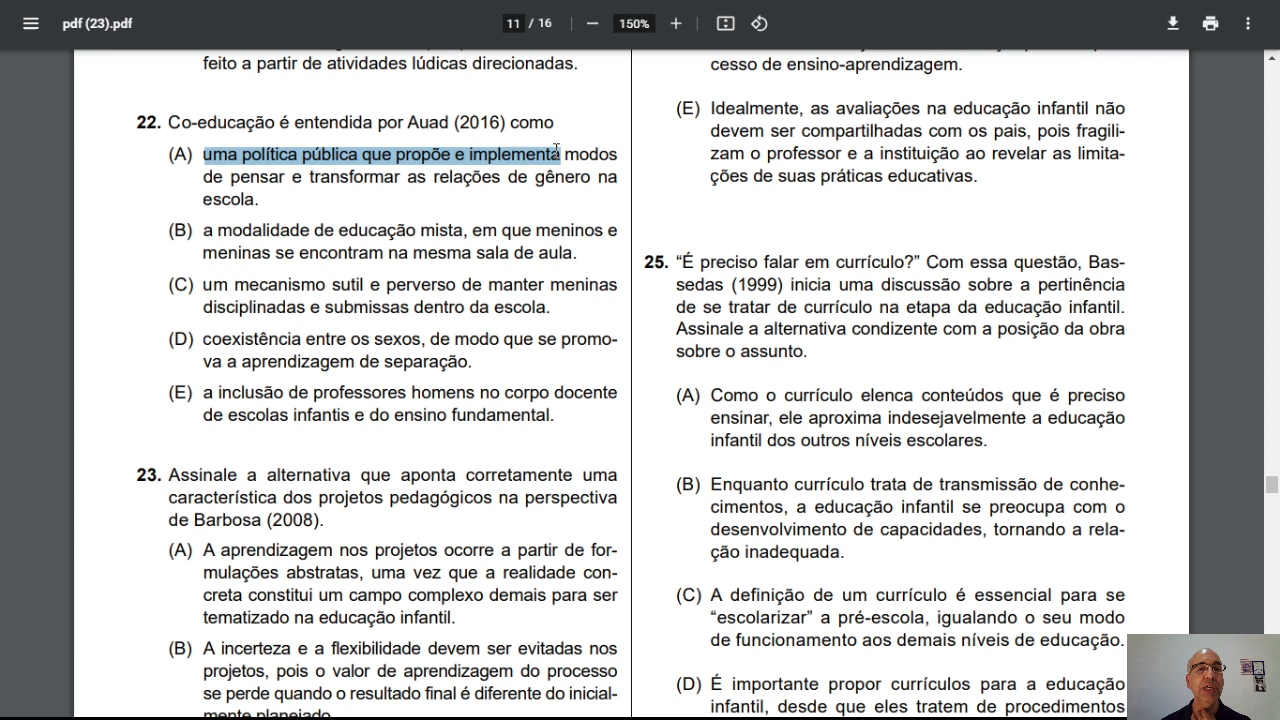 pdf (23).pdf
11 / 16
150%
feito a partir de atividades lúdicas direcionadas.
22. Co-educação é entendida por Auad (2016) como
(A) uma política pública que propõe e implementa modos
de pensar e transformar as relações de gênero na
escola.
(B) a modalidade de educação mista, em que meninos e
meninas se encontram na mesma sala de aula.
(C) um mecanismo sutil e perverso de manter meninas
disciplinadas e submissas dentro da escola.
(D) coexistência entre os sexos, de modo que se promo-
va a aprendizagem de separação.
(E) a inclusão de professores homens no corpo docente
de escolas infantis e do ensino fundamental.
23. Assinale a alternativa que aponta corretamente uma
característica dos projetos pedagógicos na perspectiva
de Barbosa (2008).
(A) A aprendizagem nos projetos ocorre a partir de for-
mulações abstratas, uma vez que a realidade con-
creta constitui um campo complexo demais para ser
tematizado na educação infantil.
(B) A incerteza e a flexibilidade devem ser evitadas nos
projetos, pois o valor de aprendizagem do processo
se perde quando o resultado final é diferente do inicial-
mente planejado.
cesso de ensino-aprendizagem.
(E) Idealmente, as avaliações na educação infantil não
devem ser compartilhadas com os pais, pois fragili-
zam o professor e a instituição ao revelar as limita-
ções de suas práticas educativas.
25. “É preciso falar em currículo?” Com essa questão, Bas-
sedas (1999) inicia uma discussão sobre a pertinência
de se tratar de currículo na etapa da educação infantil.
Assinale a alternativa condizente com a posição da obra
sobre o assunto.
(A) Como o currículo elenca conteúdos que é preciso
ensinar, ele aproxima indesejavelmente a educação
infantil dos outros níveis escolares.
(B) Enquanto currículo trata de transmissão de conhe-
cimentos, a educação infantil se preocupa com o
desenvolvimento de capacidades, tornando a rela-
ção inadequada.
(C) A definição de um currículo é essencial para se
“escolarizar” a pré-escola, igualando o seu modo
de funcionamento aos demais níveis de educação.
(D) É importante propor currículos para a educação
infantil, desde que eles tratem de procedimentos